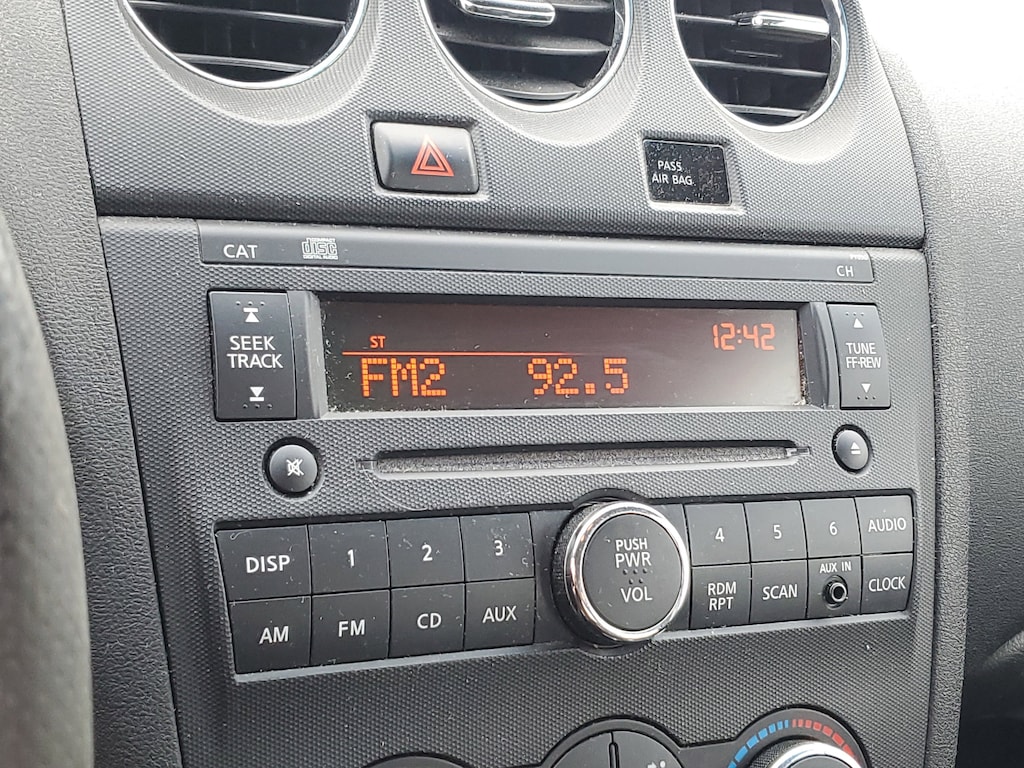 PASS
AIR BAG
CAT
disc
DIGITAL AUDIO
CH
SEEK
TRACK
ST
12:42
FM2 92.5
TUNE
FF·REW
DISP
1
2
3
PUSH
PWR
VOL
4
5
6
AUDIO
AM
FM
CD
AUX
RDM
RPT
SCAN
AUX IN
CLOCK